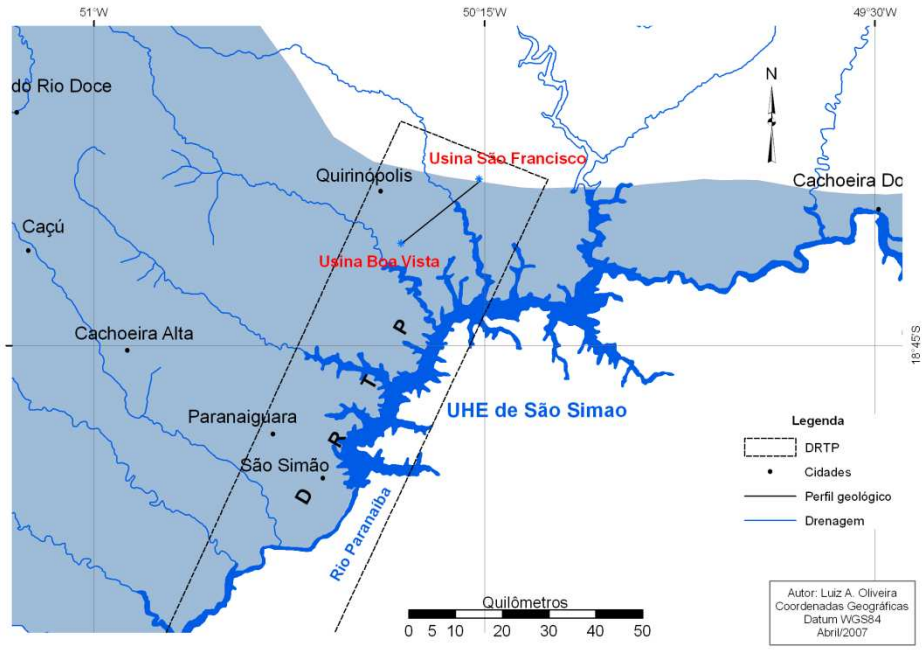 51°W
50°15'W
49°30'W
do Rio Doce
N
Usina São Francisco
Quirinópolis
Cachoeira Do
Caçú
Usina Boa Vista
P
Cachoeira Alta
18°45'S
T
UHE de São Simao
Paranaiguara
R
São Simão
D
Rio Paranaíba
Legenda
DRTP
Cidades
Perfil geológico
Drenagem
Quilômetros
0 5 10 20 30 40 50
Autor: Luiz A. Oliveira
Coordenadas Geográficas
Datum WGS84
Abril/2007